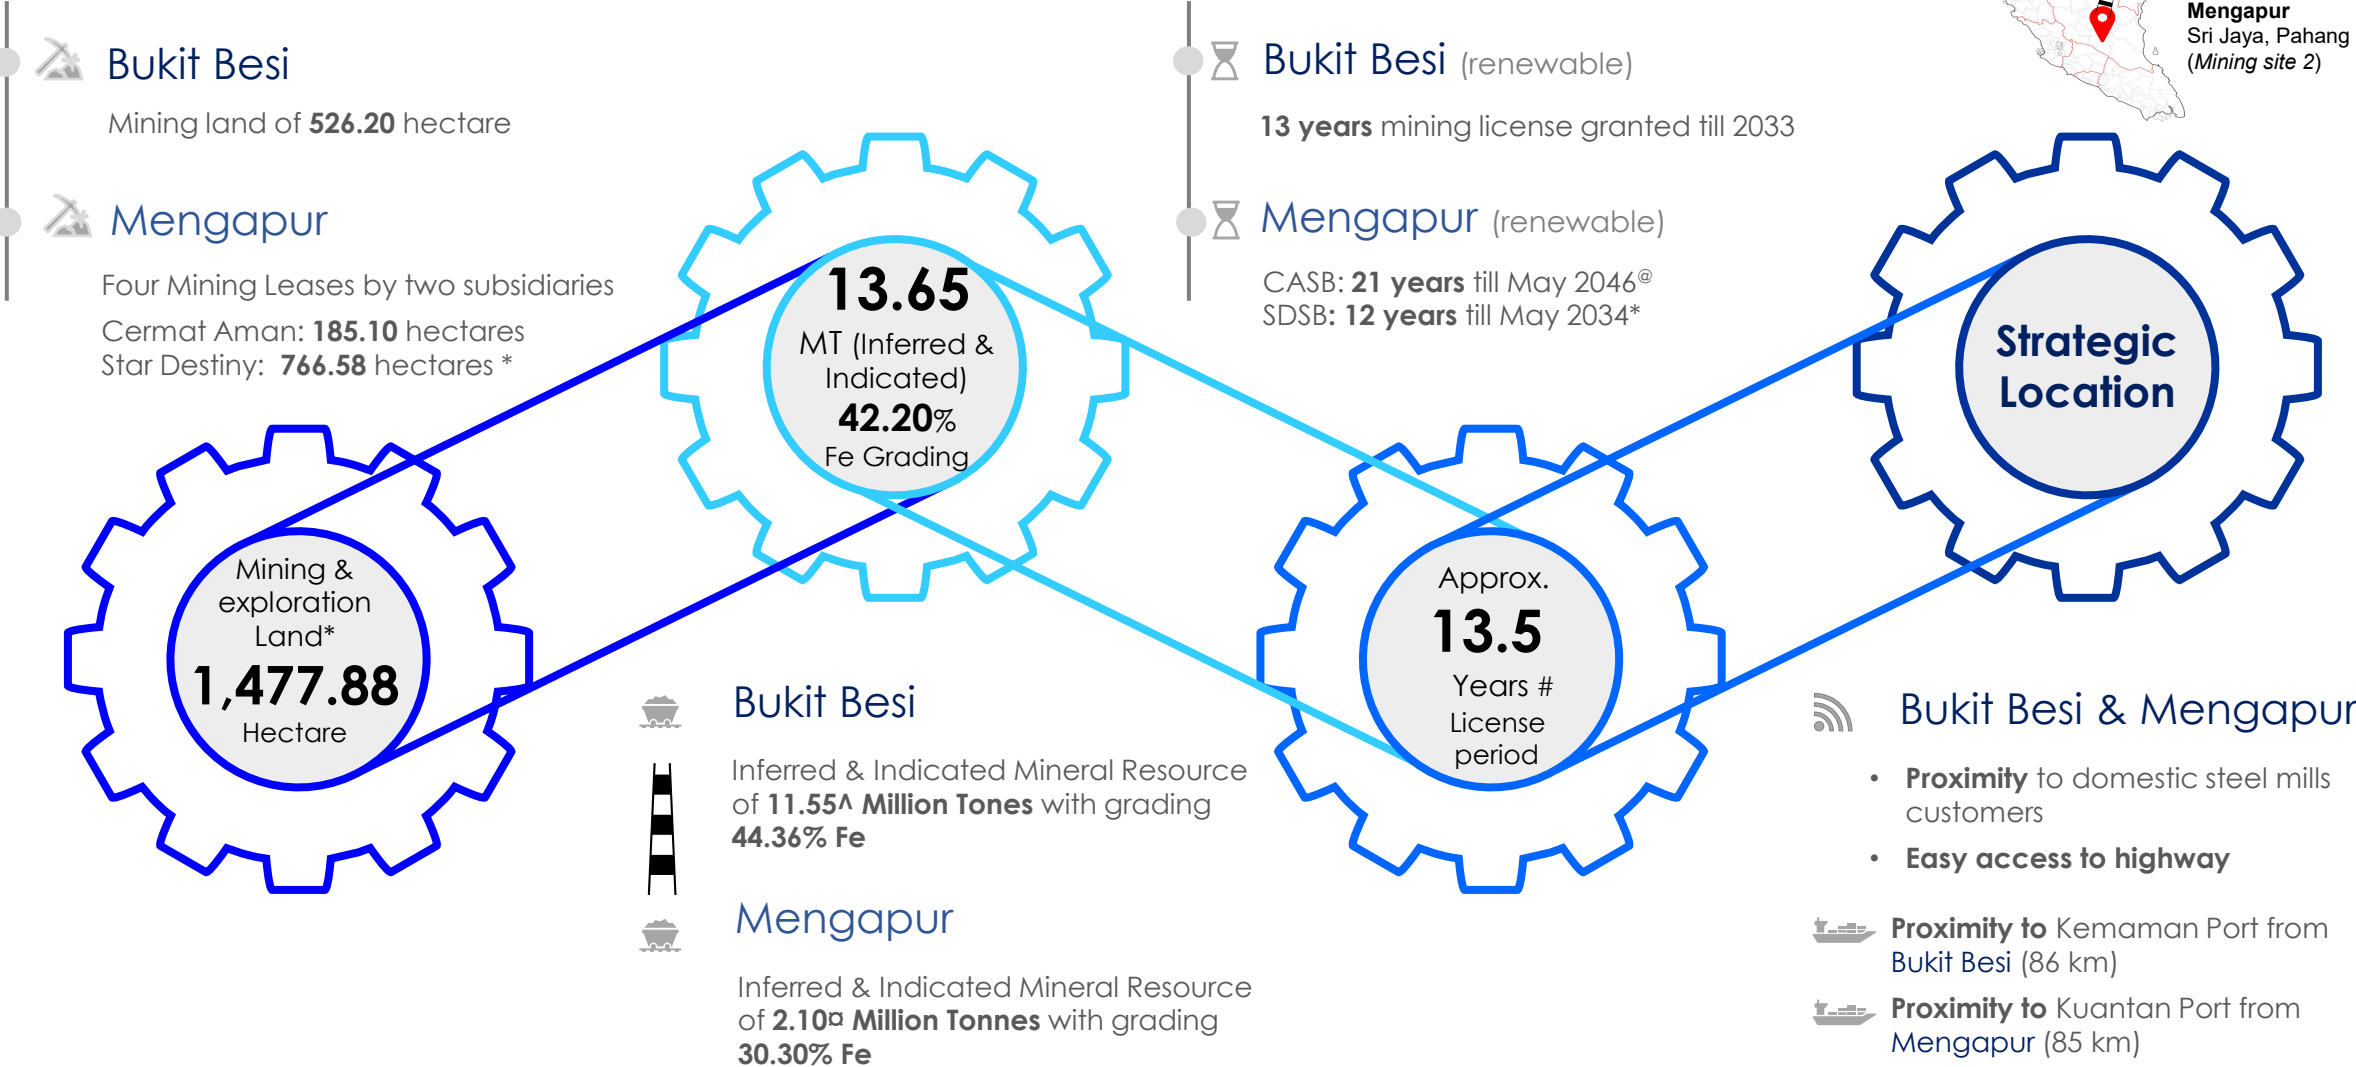 Bukit Besi
Mining land of 526.20 hectare
Mengapur
Four Mining Leases by two subsidiaries
Cermat Aman: 185.10 hectares
Star Destiny: 766.58 hectares *
Mining &
exploration
Land*
1,477.88
Hectare
13.65
MT (Inferred &
Indicated)
42.20%
Fe Grading
Bukit Besi
Inferred & Indicated Mineral Resource
of 11.55^ Million Tones with grading
44.36% Fe
Mengapur
Inferred & Indicated Mineral Resource
of 2.10¤ Million Tonnes with grading
30.30% Fe
Bukit Besi (renewable)
13 years mining license granted till 2033
Mengapur (renewable)
CASB: 21 years till May 2046@
SDSB: 12 years till May 2034*
Approx.
13.5
Years #
License
period
Mengapur
Sri Jaya, Pahang
(Mining site 2)
Strategic
Location
Bukit Besi & Mengapur
• Proximity to domestic steel mills
customers
• Easy access to highway
Proximity to Kemaman Port from
Bukit Besi (86 km)
Proximity to Kuantan Port from
Mengapur (85 km)